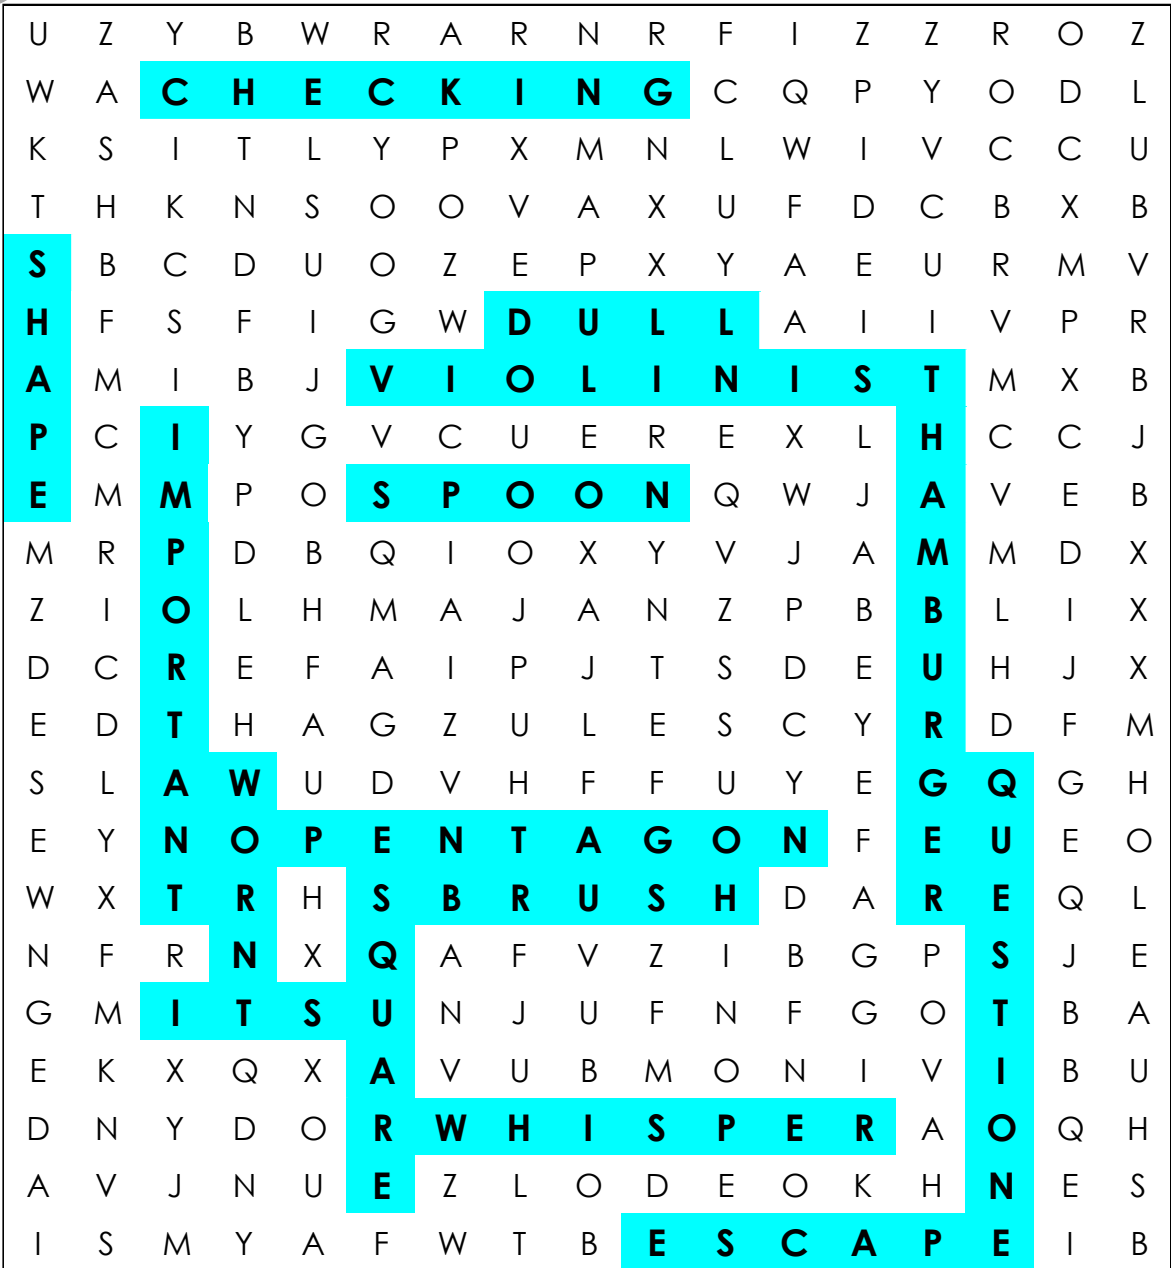 U Z Y B W R A R N R F I Z Z R O Z
W A C H E C K I N G C Q P Y O D L
K S I T L Y P X M N L W I V C C U
T H K N S O O V A X U F D C B X B
S B C D U O Z E P X Y A E U R M V
H F S F I G W D U L L A I I V P R
A M I B J V I O L I N I S T M X B
P C I Y G V C U E R E X L H C C J
E M M P O S P O O N Q W J A V E B
M R P D B Q I O X Y V J A M M D X
Z I O L H M A J A N Z P B B L I X
D C R E F A I P J T S D E U H J X
E D T H A G Z U L E S C Y R D F M
S L A W U D V H F F U Y E G Q G H
E Y N O P E N T A G O N F E U E O
W X T R H S B R U S H D A R E Q L
N F R N X Q A F V Z I B G P S J E
G M I T S U N J U F N F G O T B A
E K X Q X A V U B M O N I V I B U
D N Y D O R W H I S P E R A O Q H
A V J N U E Z L O D E O K H N E S
I S M Y A F W T B E S C A P E I B